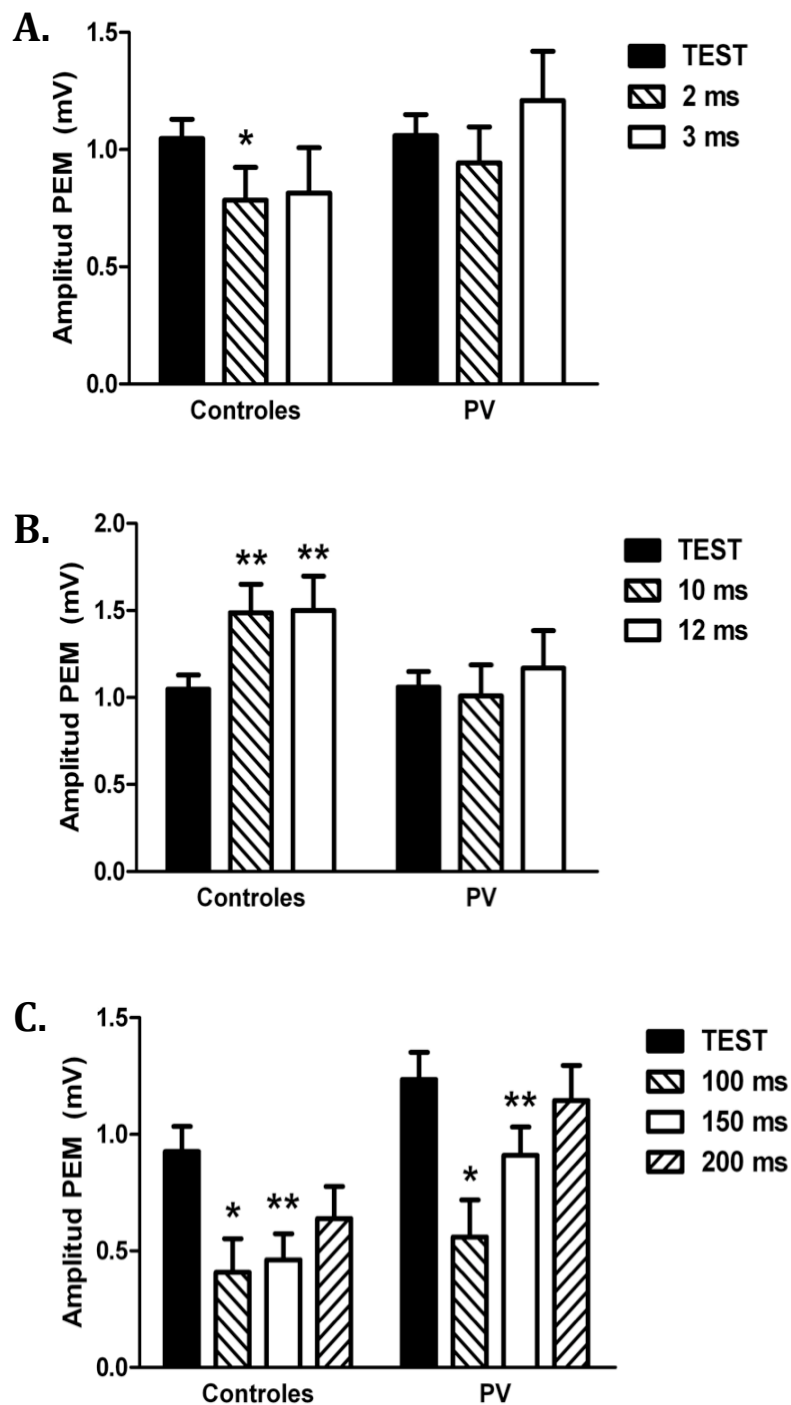 A.
Amplitud PEM (mV)
1.5
1.0
0.5
0.0
*
Controles
PV
TEST
2 ms
3 ms
B.
Amplitud PEM (mV)
2.0
1.5
1.0
0.5
0.0
**
**
Controles
PV
TEST
10 ms
12 ms
C.
Amplitud PEM (mV)
1.5
1.0
0.5
0.0
*
**
*
**
Controles
PV
TEST
100 ms
150 ms
200 ms